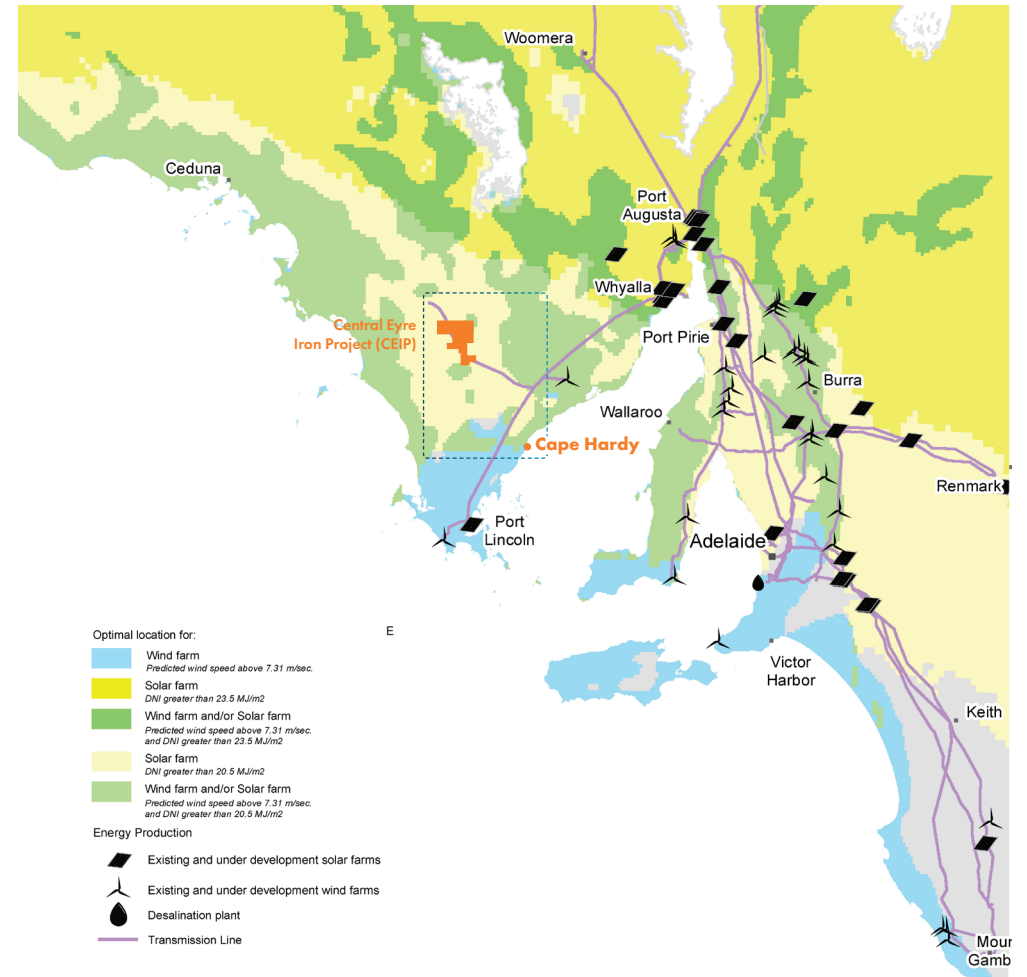 Woomera
Ceduna
Port
Augusta
Whyalla
Central Eyre
Iron Project (CEIP)
Port Pirie
Burra
Wallaroo
Cape Hardy
Renmark
Port
Lincoln
Adelaide
E
Victor
Harbor
Keith
Optimal location for:
Wind farm
Predicted wind speed above 7.31 m/sec.
Solar farm
DNI greater than 23.5 MJ/m2
Wind farm and/or Solar farm
Predicted wind speed above 7.31 m/sec.
and DNI greater than 23.5 MJ/m2
Solar farm
DNI greater than 20.5 MJ/m2
Wind farm and/or Solar farm
Predicted wind speed above 7.31 m/sec.
and DNI greater than 20.5 MJ/m2
Energy Production
Existing and under development solar farms
Existing and under development wind farms
Desalination plant
Transmission Line
Moun
Gamb